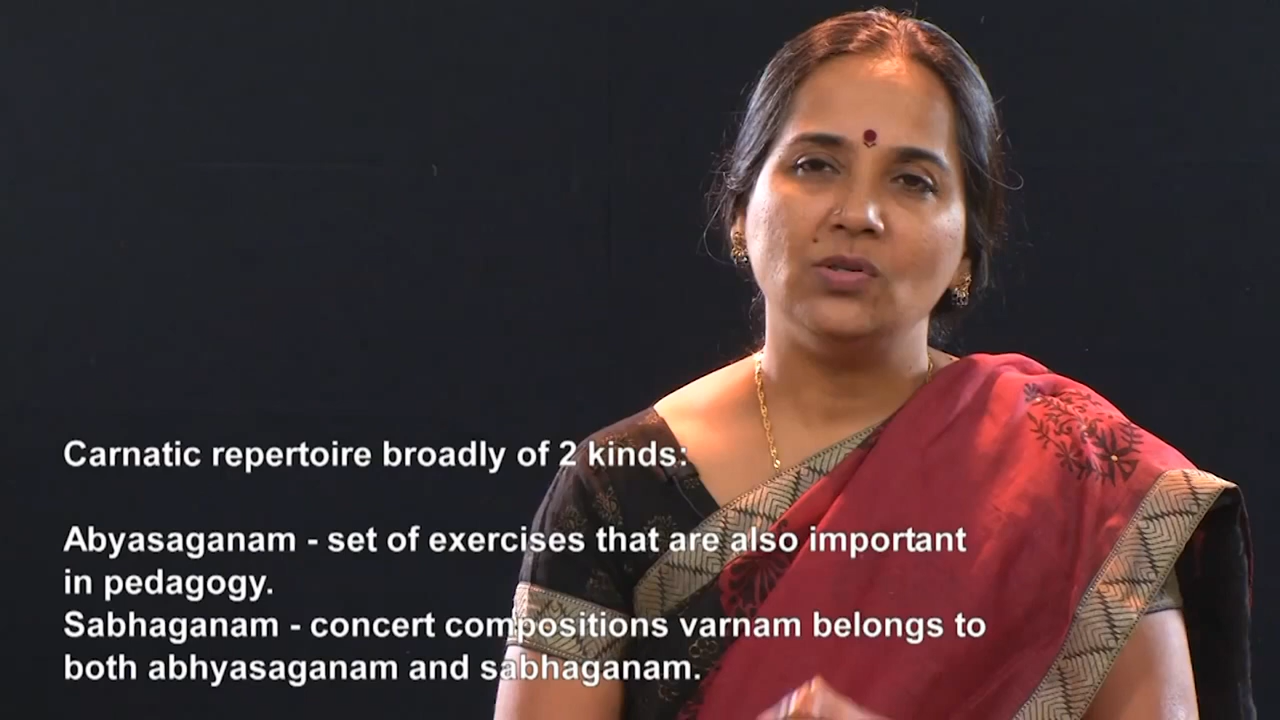 Carnatic repertoire broadly of 2 kinds:
Abyasaganam - set of exercises that are also important
in pedagogy.
Sabhaganam - concert compositions varnam belongs to
both abhyasaganam and sabhaganam.